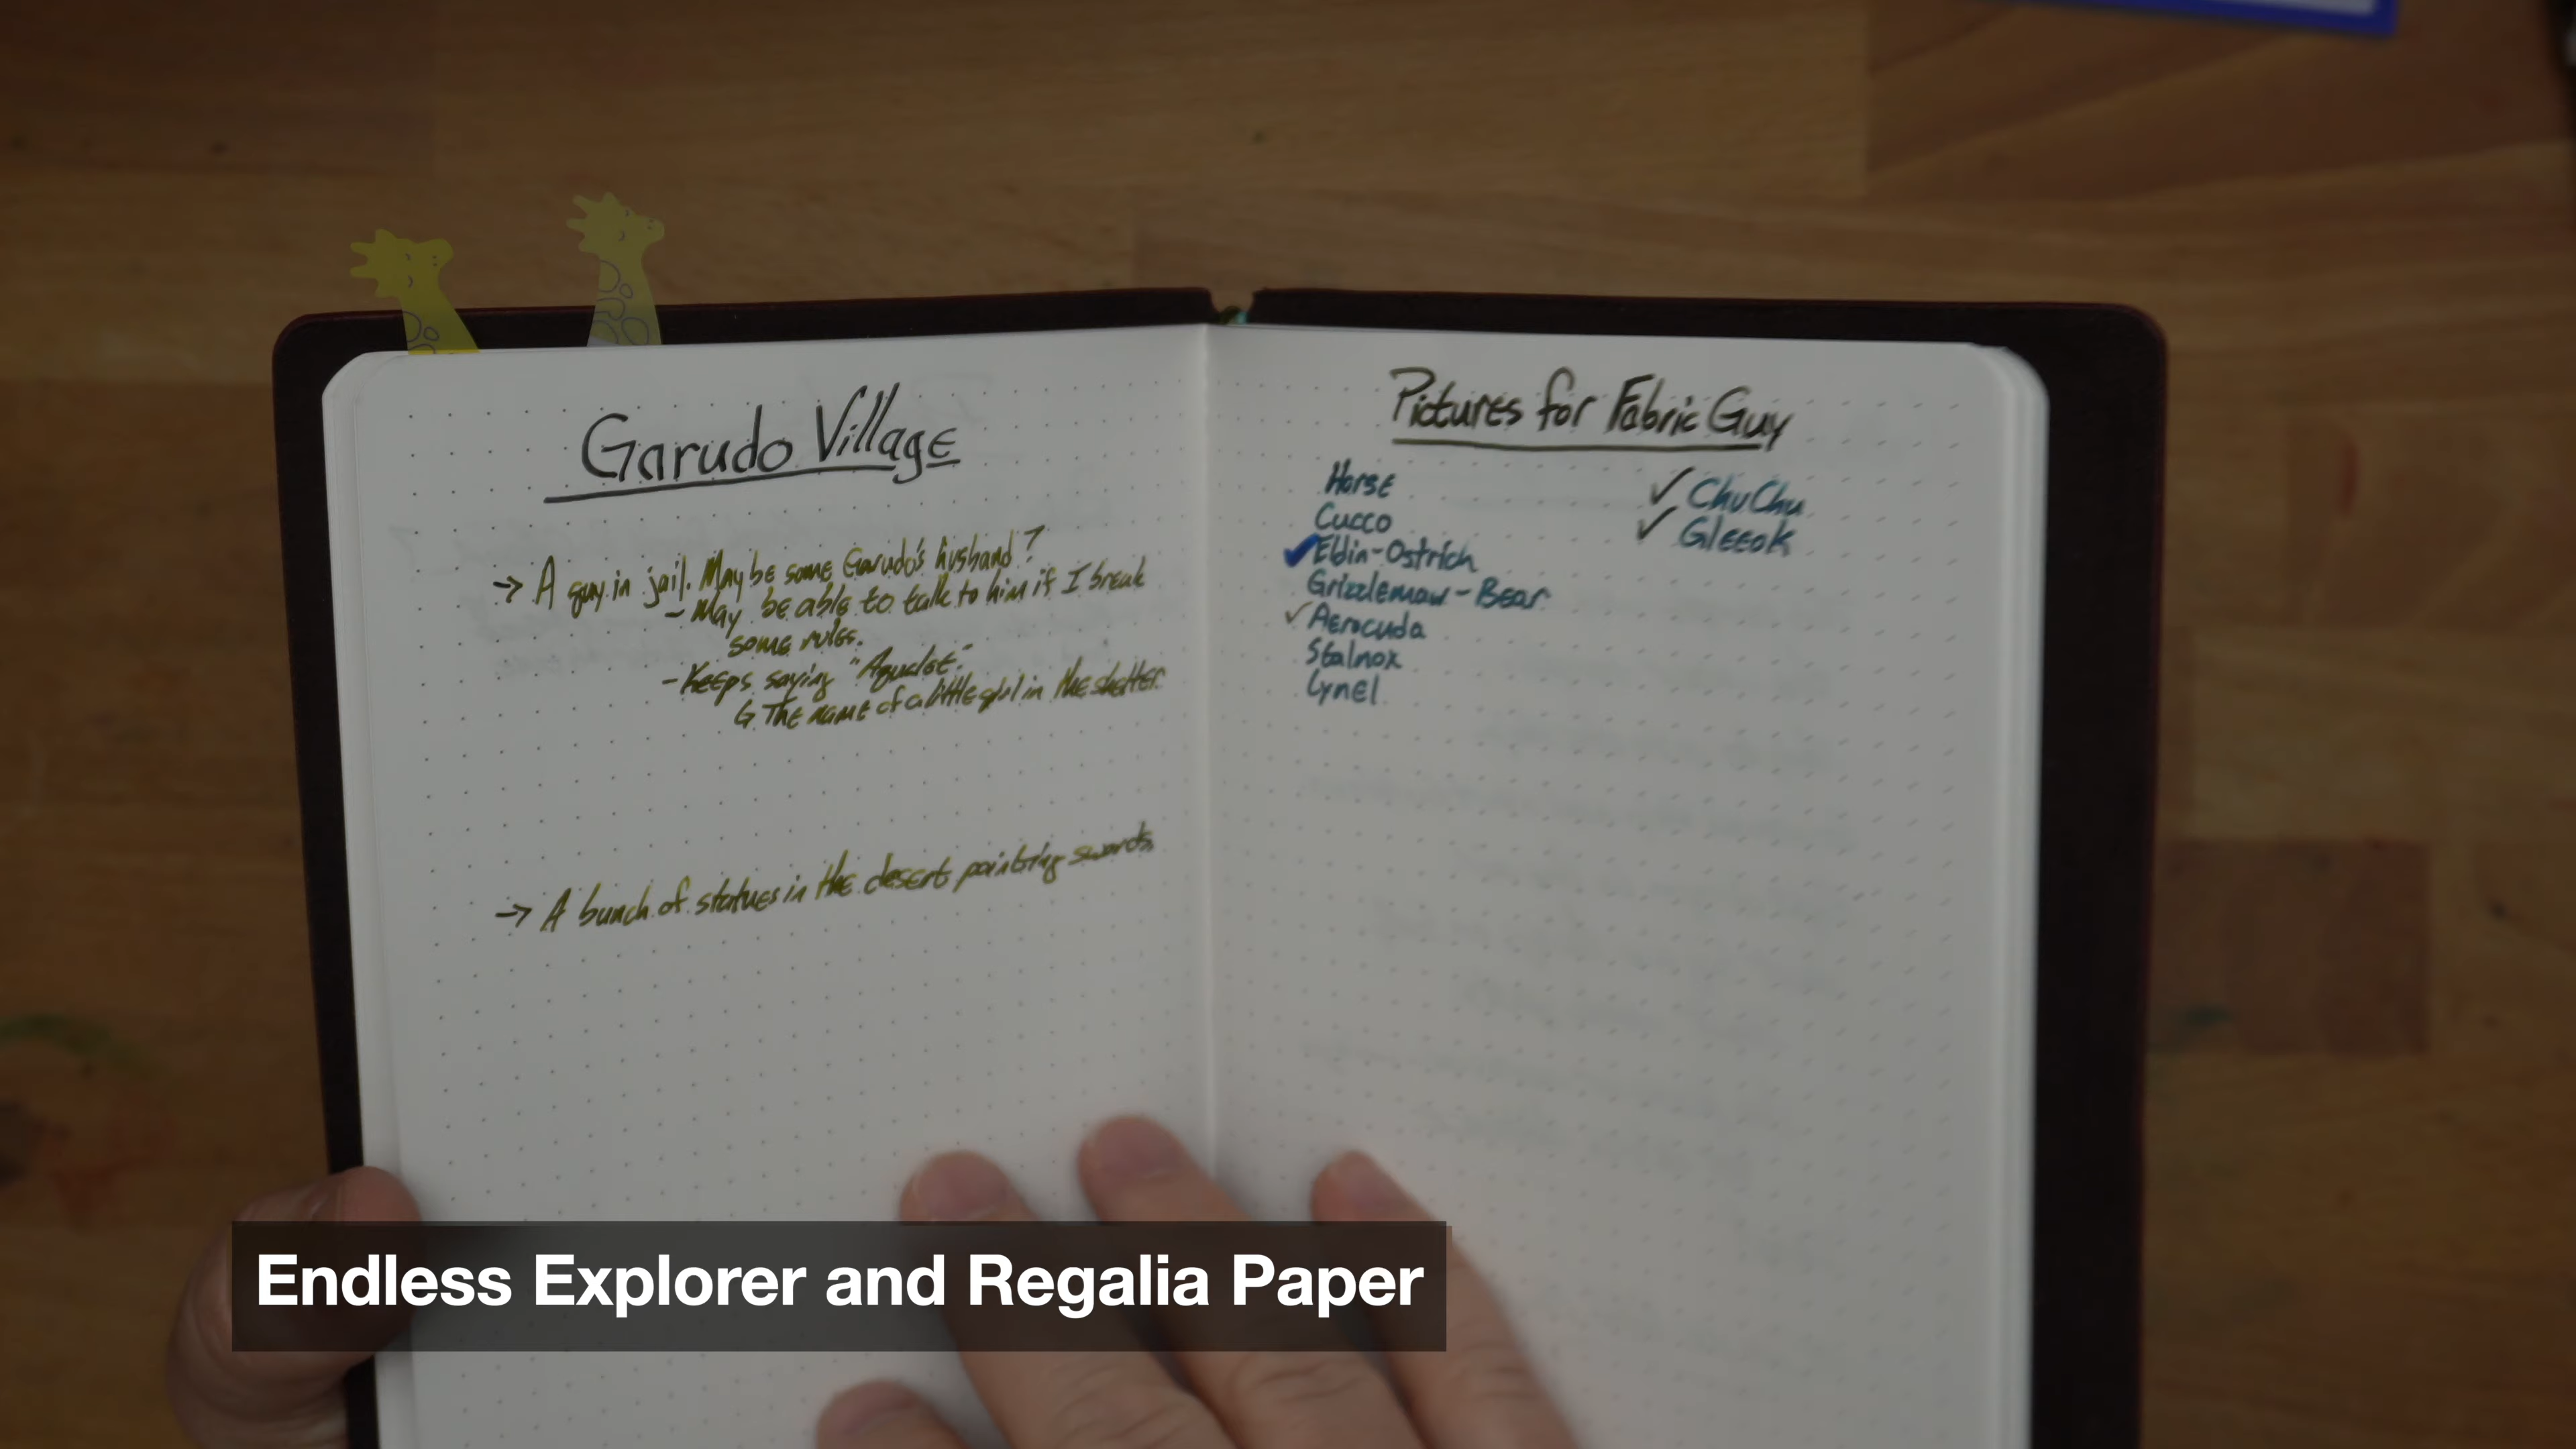 Garudo Village
→ A guy in jail. Maybe some Garudo's husband?
- May be able to talk to him if I break
some rules.
- Keeps saying "Azulet."
↳ The name of a little girl in the shelter.
→ A bunch of statues in the desert pointing swords.
Pictures for Fabric Guy
Horse
Cucco
✓ Eldin-Ostrich
Grizzlemaw-Bear
✓ Aerocuda
Stalnox
Lynel
✓ ChuChu
✓ Gleeok
Endless Explorer and Regalia Paper